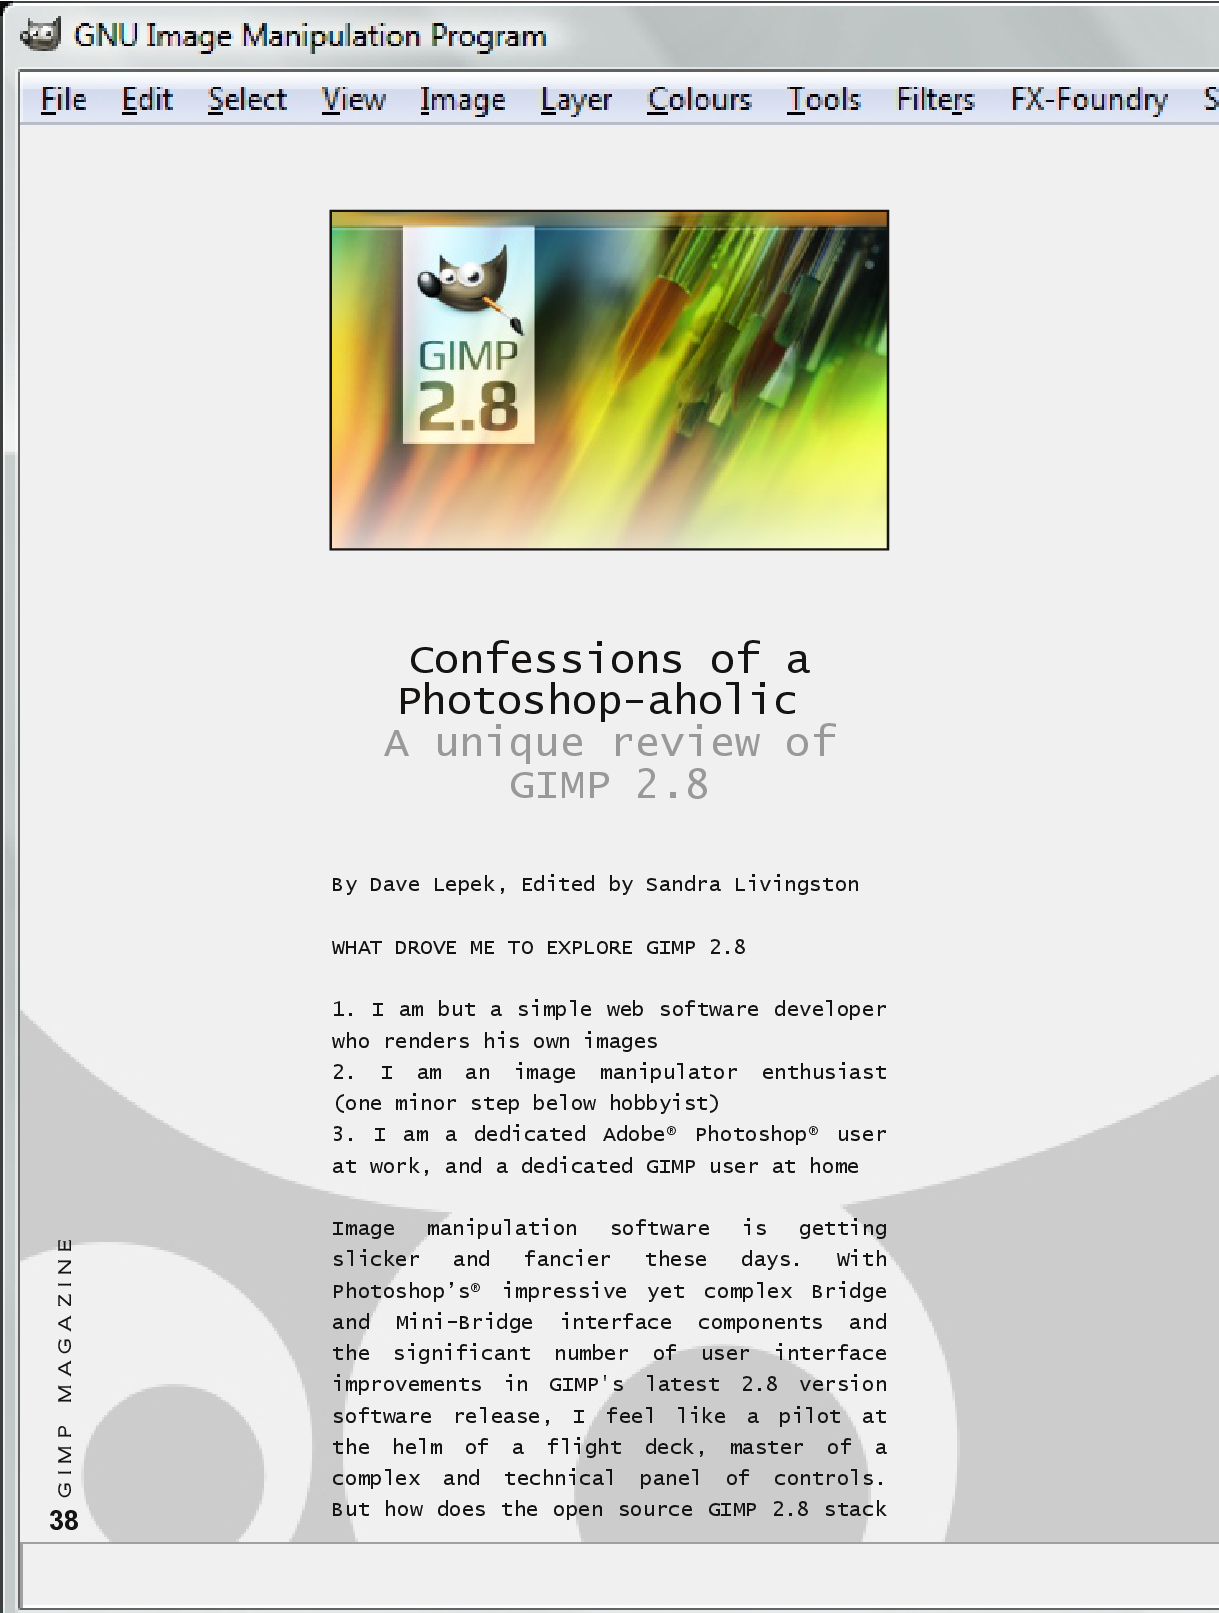 GNU Image Manipulation Program
File Edit Select View Image Layer Colours Tools Filters FX-Foundry S
GIMP
2.8
Confessions of a
Photoshop-aholic
A unique review of
GIMP 2.8
By Dave Lepek, Edited by Sandra Livingston
WHAT DROVE ME TO EXPLORE GIMP 2.8
1. I am but a simple web software developer
who renders his own images
2. I am an image manipulator enthusiast
(one minor step below hobbyist)
3. I am a dedicated Adobe® Photoshop® user
at work, and a dedicated GIMP user at home
Image manipulation software is getting
slicker and fancier these days. With
Photoshop’s® impressive yet complex Bridge
and Mini-Bridge interface components and
the significant number of user interface
improvements in GIMP's latest 2.8 version
software release, I feel like a pilot at
the helm of a flight deck, master of a
complex and technical panel of controls.
But how does the open source GIMP 2.8 stack
GIMP MAGAZINE
38